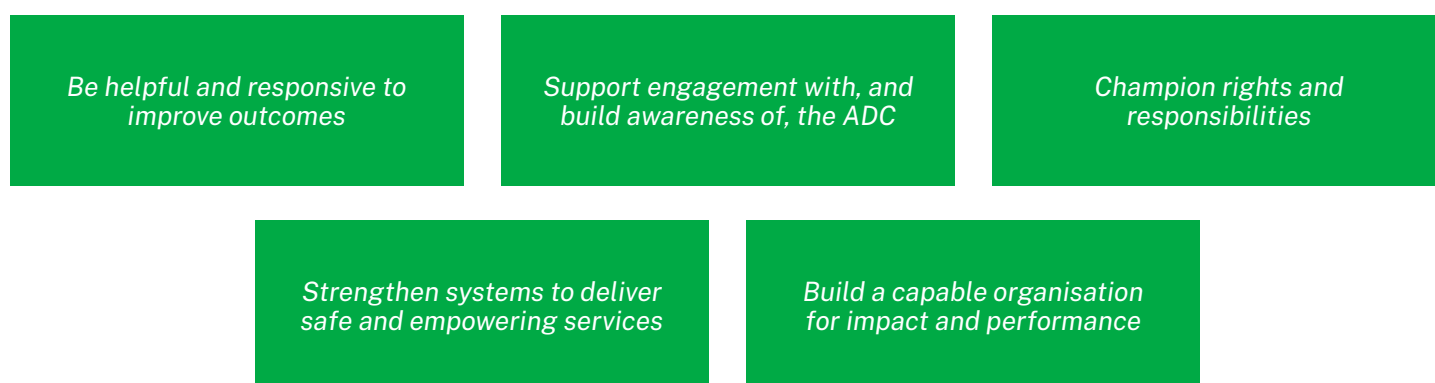 Be helpful and responsive to
improve outcomes
Support engagement with, and
build awareness of, the ADC
Champion rights and
responsibilities
Strengthen systems to deliver
safe and empowering services
Build a capable organisation
for impact and performance